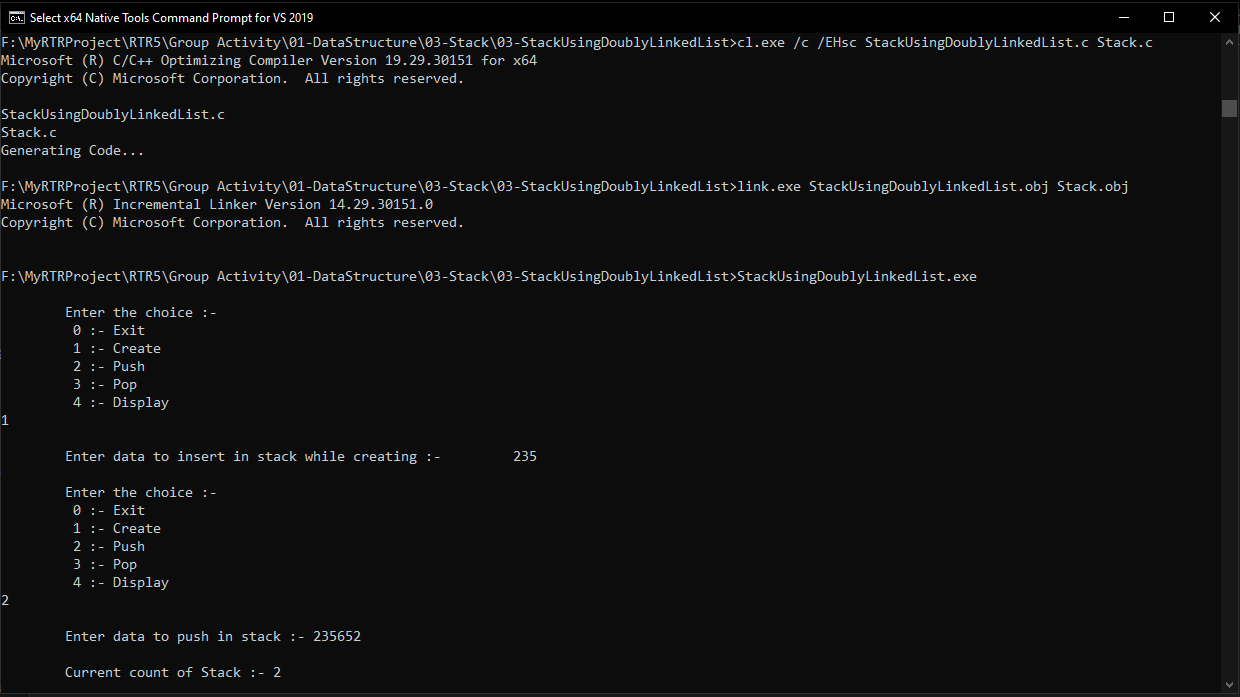 Select x64 Native Tools Command Prompt for VS 2019
F:\MyRTRProject\RTR5\Group Activity\01-DataStructure\03-Stack\03-StackUsingDoublyLinkedList>cl.exe /c /EHsc StackUsingDoublyLinkedList.c Stack.c
Microsoft (R) C/C++ Optimizing Compiler Version 19.29.30151 for x64
Copyright (C) Microsoft Corporation.  All rights reserved.
StackUsingDoublyLinkedList.c
Stack.c
Generating Code...
F:\MyRTRProject\RTR5\Group Activity\01-DataStructure\03-Stack\03-StackUsingDoublyLinkedList>link.exe StackUsingDoublyLinkedList.obj Stack.obj
Microsoft (R) Incremental Linker Version 14.29.30151.0
Copyright (C) Microsoft Corporation.  All rights reserved.
F:\MyRTRProject\RTR5\Group Activity\01-DataStructure\03-Stack\03-StackUsingDoublyLinkedList>StackUsingDoublyLinkedList.exe
Enter the choice :-
0 :- Exit
1 :- Create
2 :- Push
3 :- Pop
4 :- Display
1
Enter data to insert in stack while creating :-         235
Enter the choice :-
0 :- Exit
1 :- Create
2 :- Push
3 :- Pop
4 :- Display
2
Enter data to push in stack :- 235652
Current count of Stack :- 2